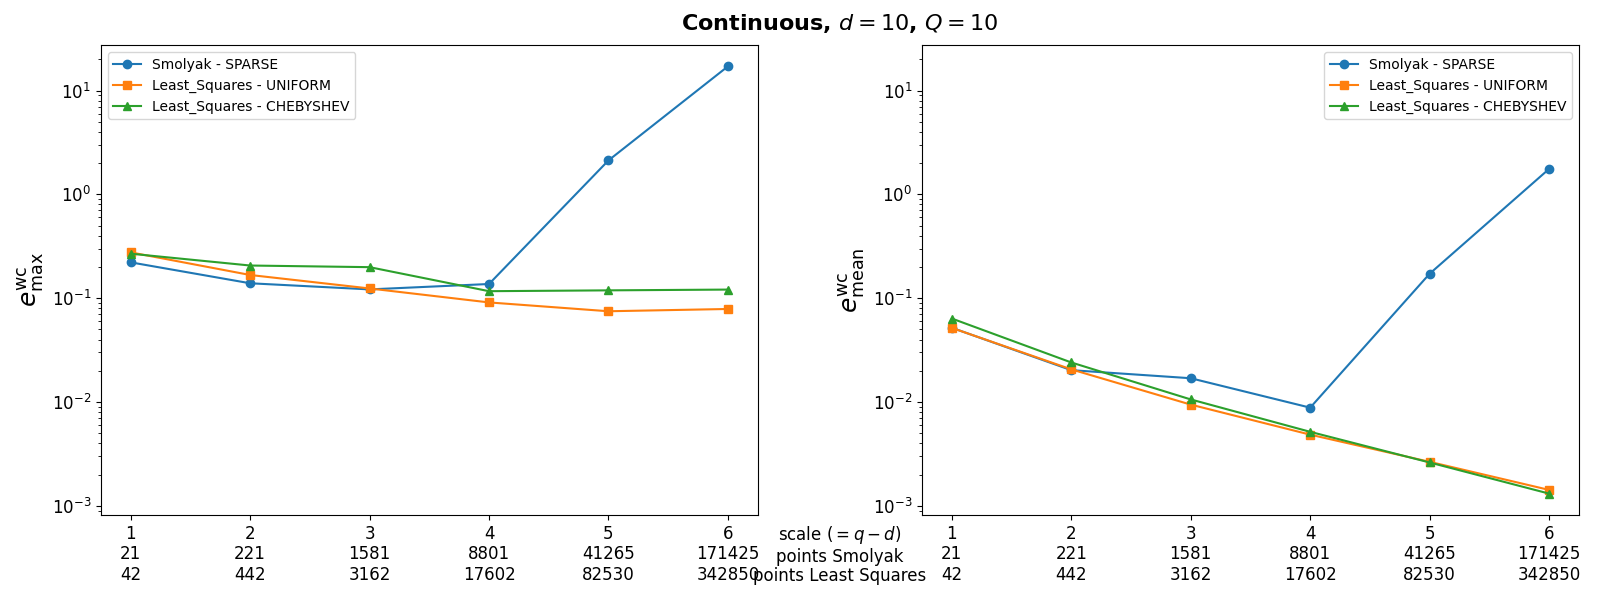 Continuous, d = 10, Q = 10
Smolyak - SPARSE
Least_Squares - UNIFORM
Least_Squares - CHEBYSHEV
10¹
10⁰
10⁻¹
10⁻²
10⁻³
e^wc_max
1 2 3 4 5 6
21 221 1581 8801 41265 171425
42 442 3162 17602 82530 342850
scale (= q − d)
points Smolyak
points Least Squares
Smolyak - SPARSE
Least_Squares - UNIFORM
Least_Squares - CHEBYSHEV
10¹
10⁰
10⁻¹
10⁻²
10⁻³
e^wc_mean
1 2 3 4 5 6
21 221 1581 8801 41265 171425
42 442 3162 17602 82530 342850